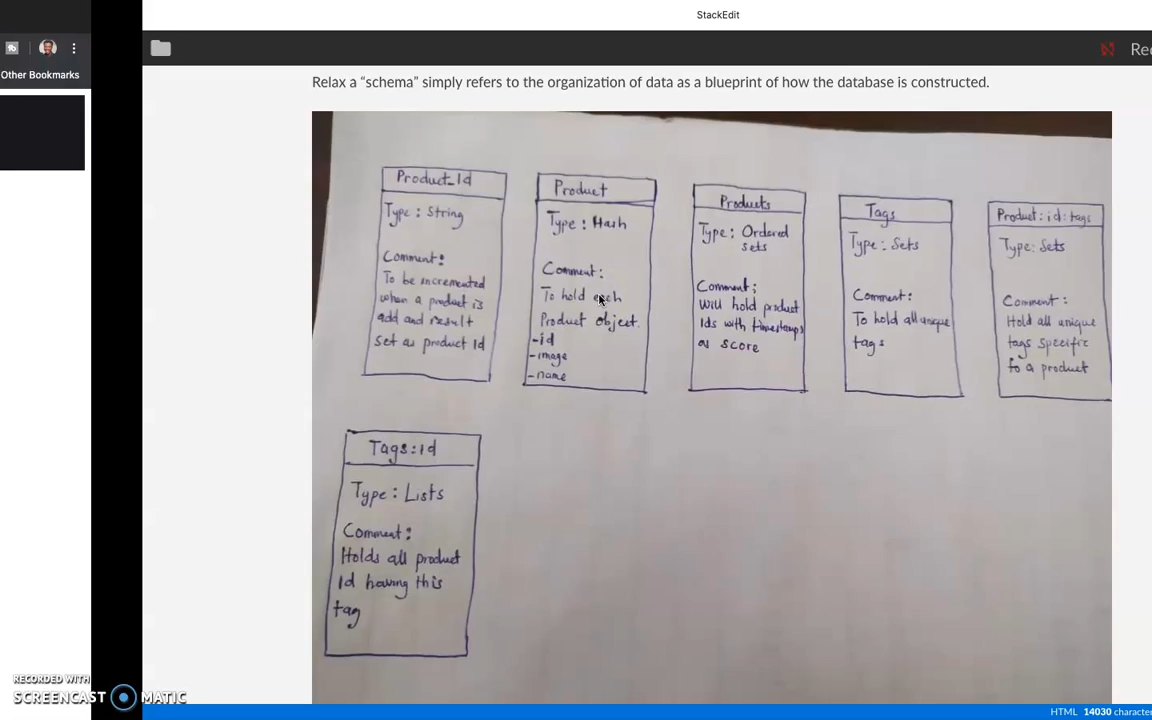 StackEdit
Other Bookmarks
Rec
Relax a “schema” simply refers to the organization of data as a blueprint of how the database is constructed.
Product_Id
Type : String
Comment :
To be incremented
when a product is
add and result
set as product Id
Product
Type : Hash
Comment :
To hold each
Product object.
-id
-image
-name
Products
Type : Ordered
sets
Comment ;
Will hold product
Ids with timestamps
as score
Tags
Type : Sets
Comment :
To hold all unique
tags
Product : id : tags
Type : Sets
Comment :
Hold all unique
tags specific
to a product
Tags : id
Type : Lists
Comment :
Holds all product
Id having this
tag
RECORDED WITH
SCREENCAST MATIC
HTML 14030 character